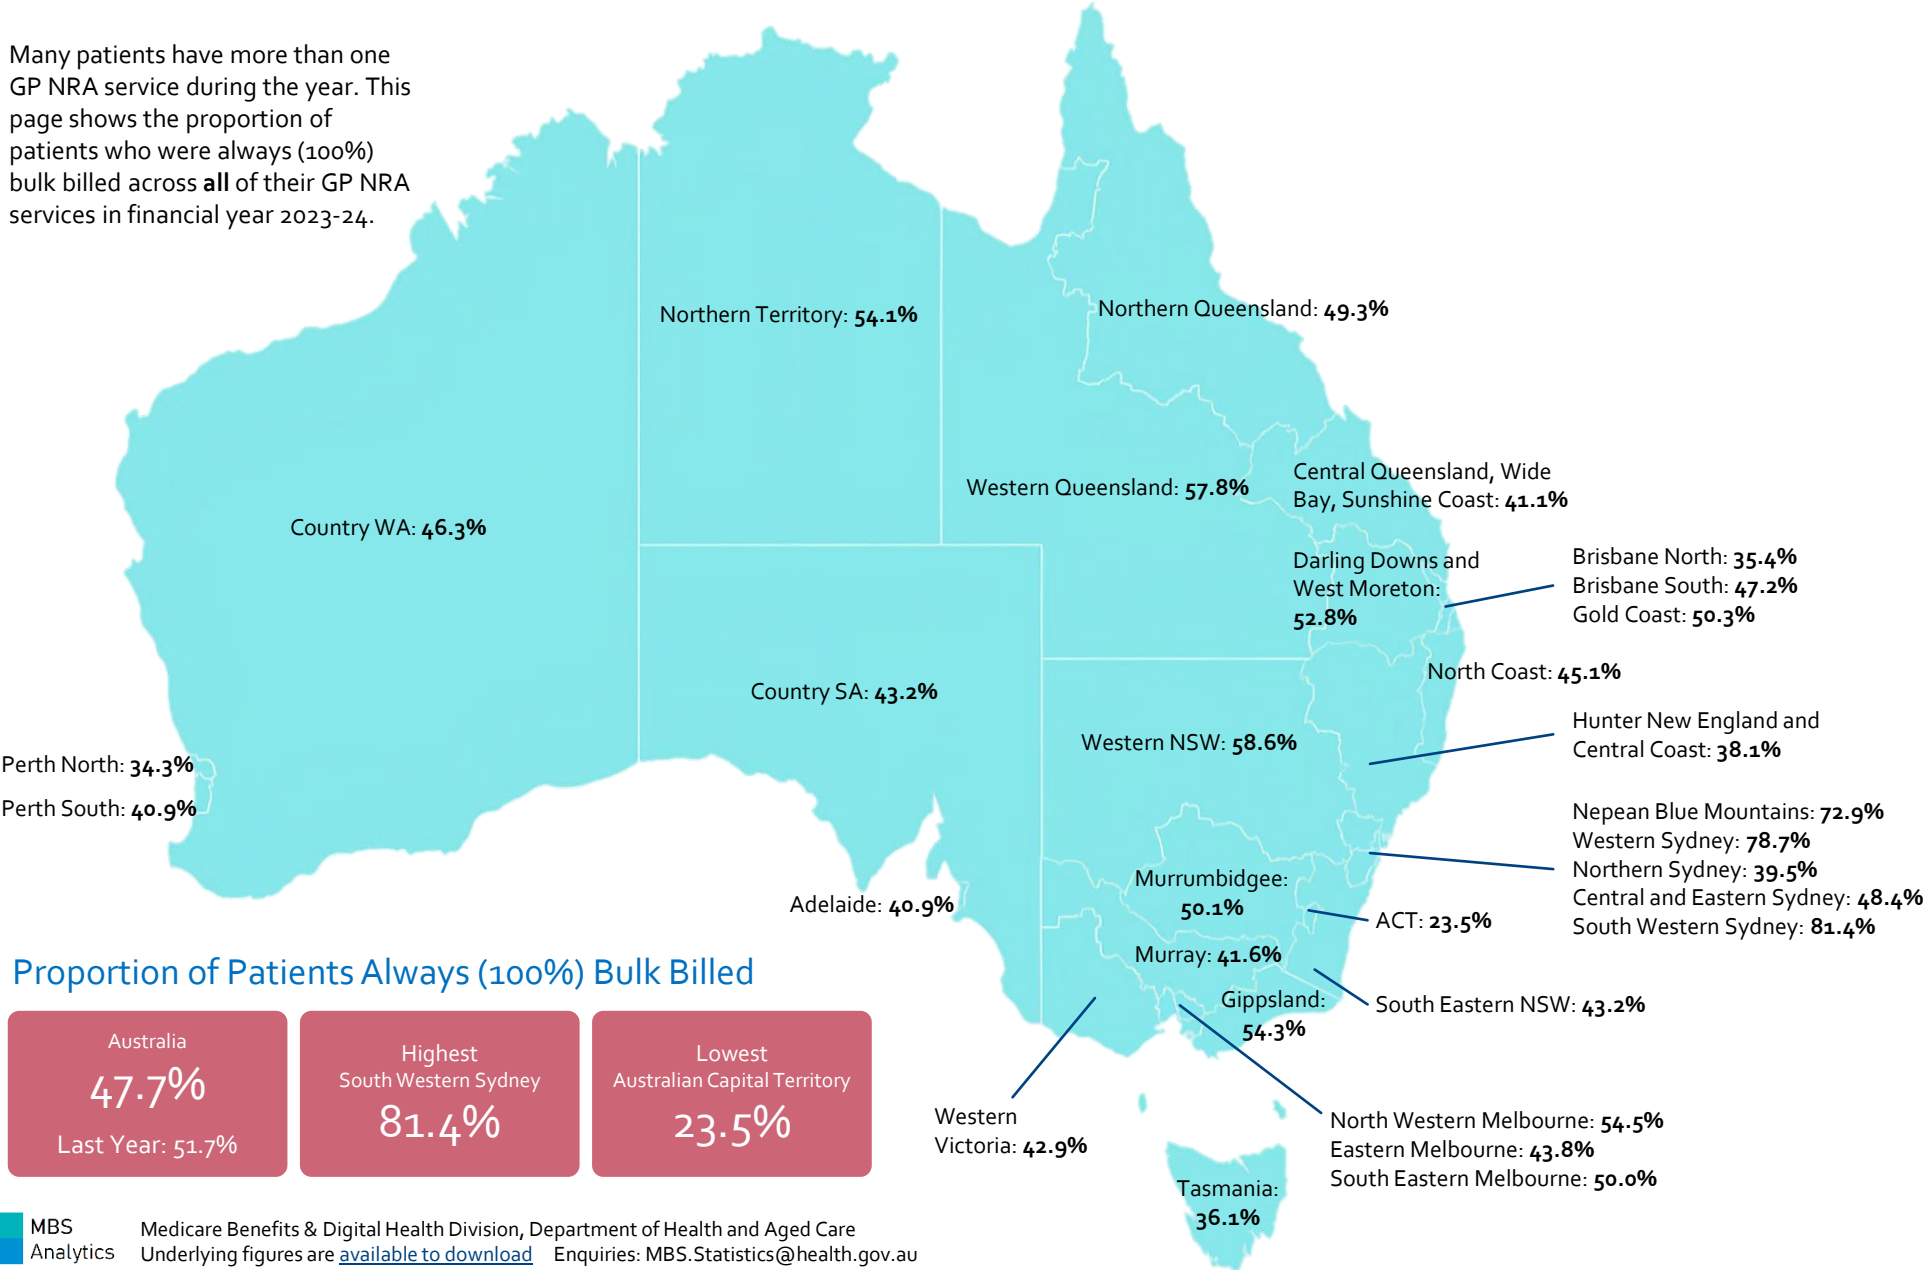 Many patients have more than one
GP NRA service during the year. This
page shows the proportion of
patients who were always (100%)
bulk billed across all of their GP NRA
services in financial year 2023-24.
Northern Territory: 54.1%
Northern Queensland: 49.3%
Western Queensland: 57.8%
Central Queensland, Wide
Bay, Sunshine Coast: 41.1%
Country WA: 46.3%
Darling Downs and
West Moreton:
52.8%
Brisbane North: 35.4%
Brisbane South: 47.2%
Gold Coast: 50.3%
North Coast: 45.1%
Country SA: 43.2%
Western NSW: 58.6%
Hunter New England and
Central Coast: 38.1%
Perth North: 34.3%
Perth South: 40.9%
Nepean Blue Mountains: 72.9%
Western Sydney: 78.7%
Northern Sydney: 39.5%
Central and Eastern Sydney: 48.4%
South Western Sydney: 81.4%
Murrumbidgee:
50.1%
Adelaide: 40.9%
ACT: 23.5%
Murray: 41.6%
Gippsland:
54.3%
South Eastern NSW: 43.2%
Proportion of Patients Always (100%) Bulk Billed
Australia
47.7%
Last Year: 51.7%
Highest
South Western Sydney
81.4%
Lowest
Australian Capital Territory
23.5%
Western
Victoria: 42.9%
North Western Melbourne: 54.5%
Eastern Melbourne: 43.8%
South Eastern Melbourne: 50.0%
Tasmania:
36.1%
MBS
Analytics
Medicare Benefits & Digital Health Division, Department of Health and Aged Care
Underlying figures are available to download Enquiries: MBS.Statistics@health.gov.au